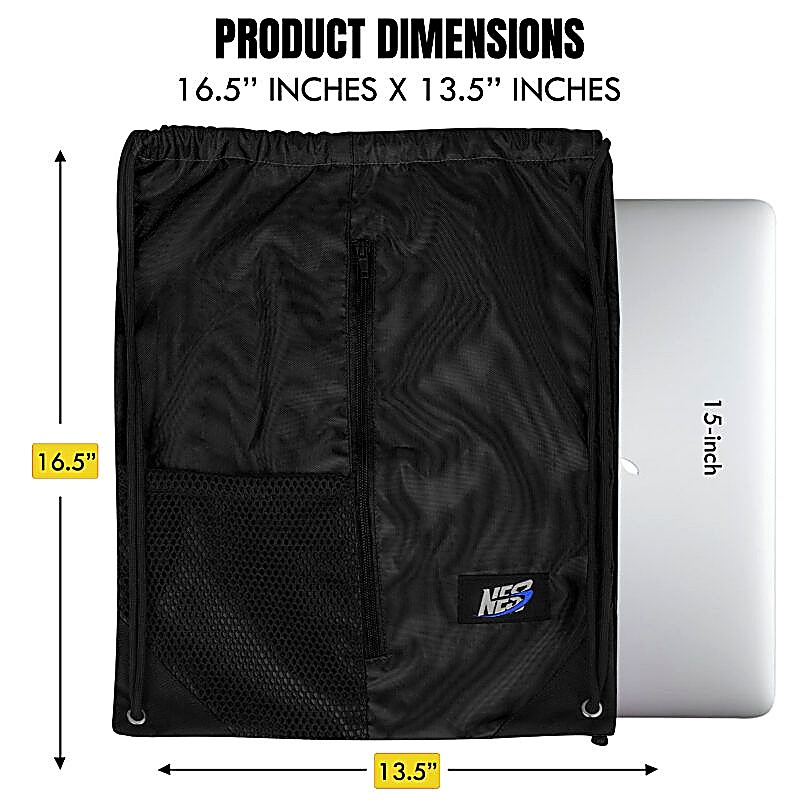 PRODUCT DIMENSIONS
16.5” INCHES X 13.5” INCHES
15-inch
16.5”
NES
13.5”